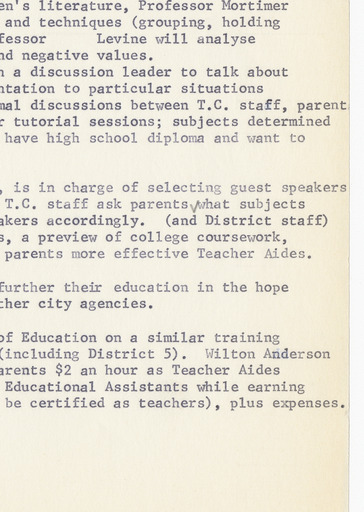 en's literature, Professor Mortimer
and techniques (grouping, holding
fessor Levine will analyse
nd negative values.
n a discussion leader to talk about
ntation to particular situations
mal discussions between T.C. staff, parent
r tutorial sessions; subjects determined
have high school diploma and want to
, is in charge of selecting guest speakers
T.C. staff ask parents what subjects
akers accordingly. (and District staff)
s, a preview of college coursework,
parents more effective Teacher Aides.
further their education in the hope
ther city agencies.
of Education on a similar training
(including District 5). Wilton Anderson
arents $2 an hour as Teacher Aides
Educational Assistants while earning
be certified as teachers), plus expenses.